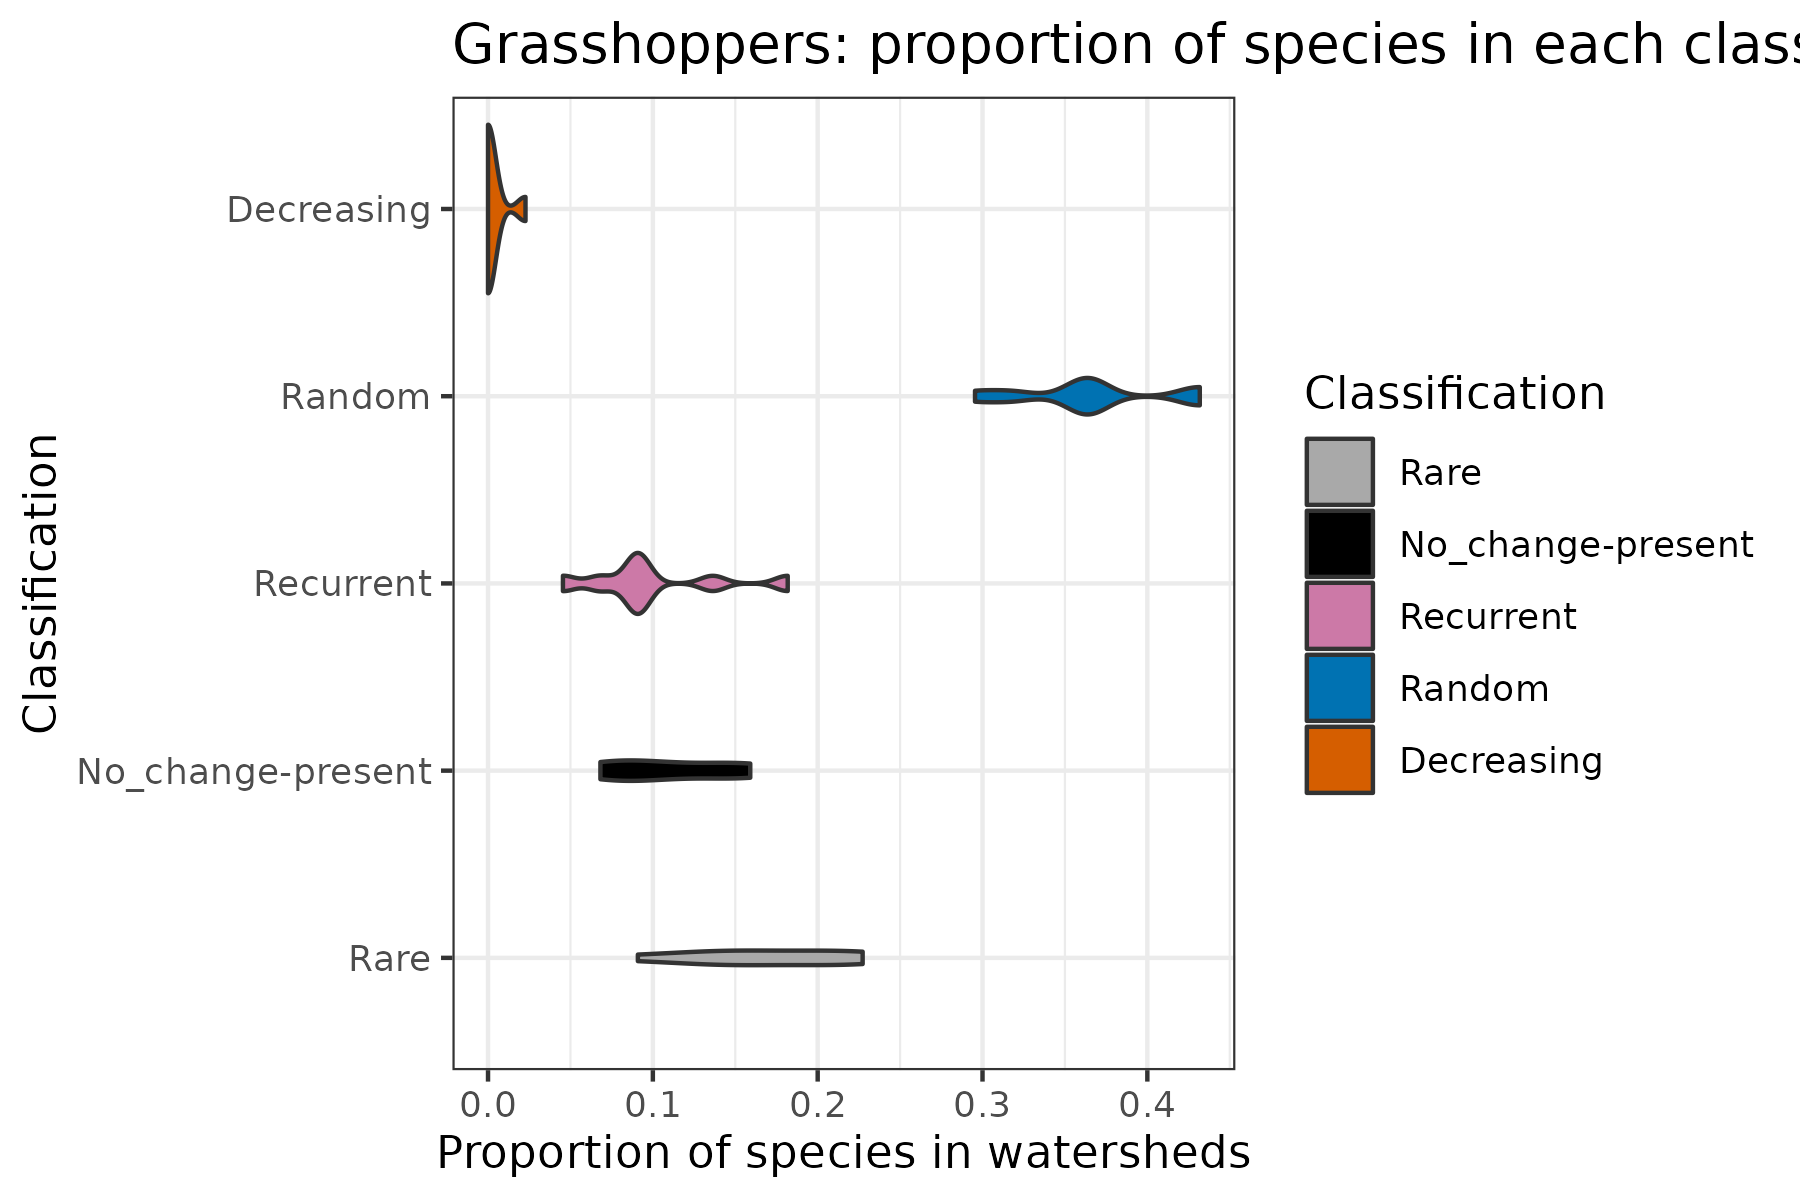 Grasshoppers: proportion of species in each class
Classification
Decreasing
Random
Recurrent
No_change-present
Rare
0.0 0.1 0.2 0.3 0.4
Proportion of species in watersheds
Classification
Rare
No_change-present
Recurrent
Random
Decreasing